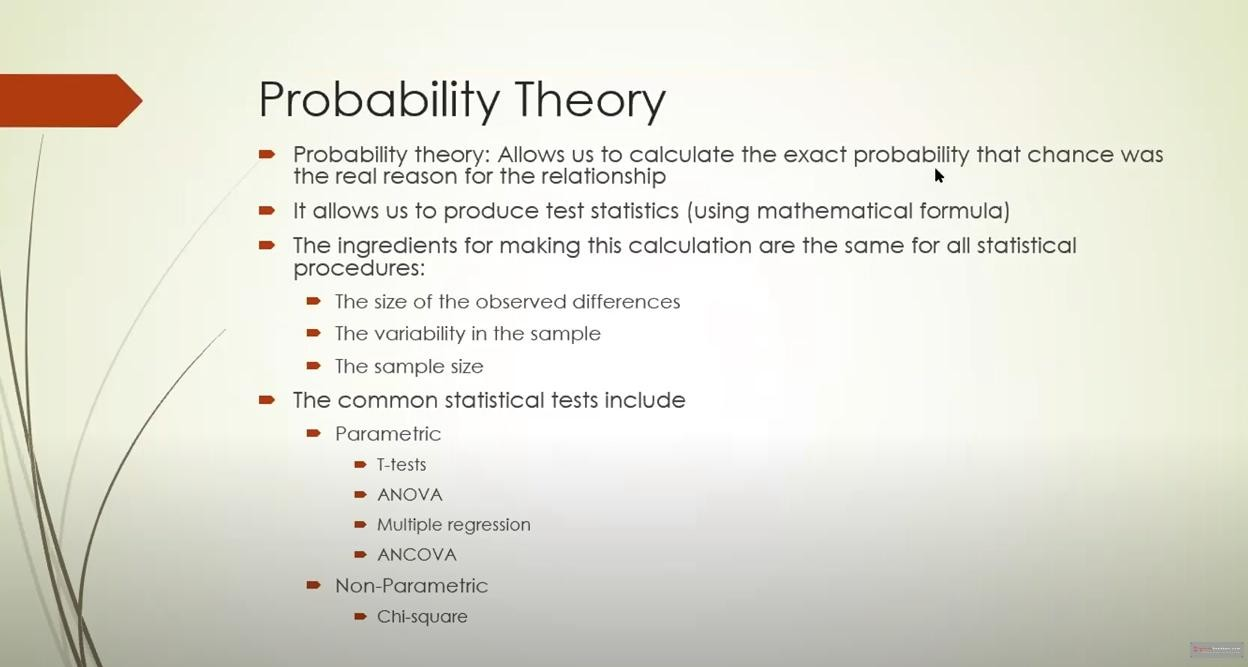 Probability Theory
Probability theory: Allows us to calculate the exact probability that chance was
the real reason for the relationship
It allows us to produce test statistics (using mathematical formula)
The ingredients for making this calculation are the same for all statistical
procedures:
The size of the observed differences
The variability in the sample
The sample size
The common statistical tests include
Parametric
T-tests
ANOVA
Multiple regression
ANCOVA
Non-Parametric
Chi-square